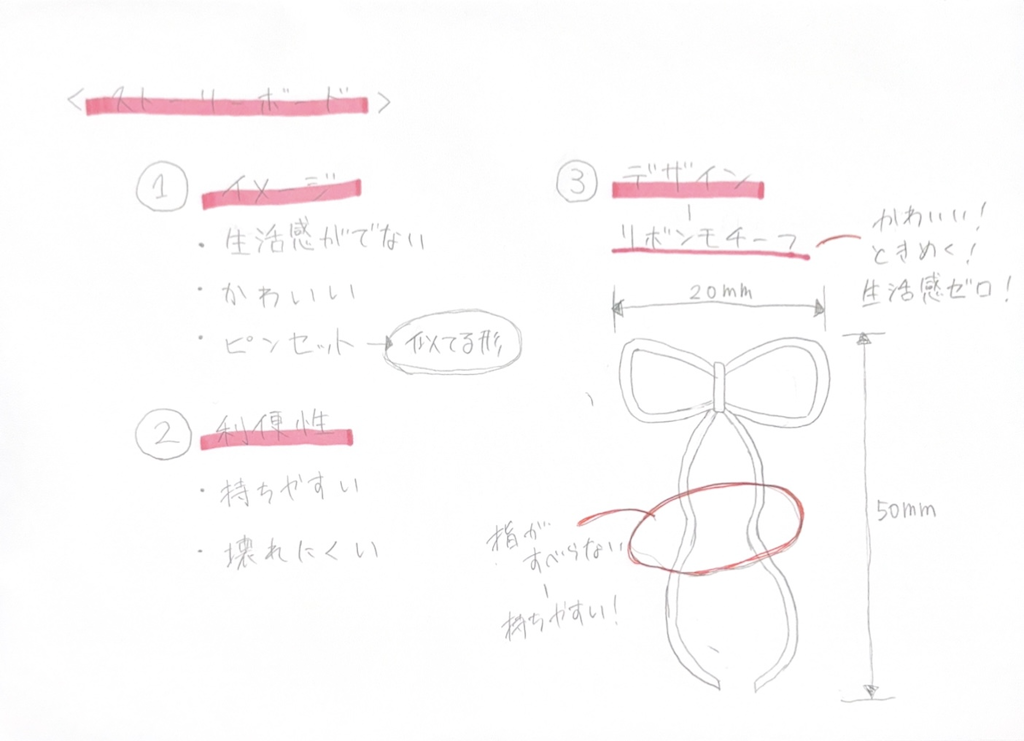 <ストーリーボード>
① イメージ
・生活感がでない
・かわいい
・ピンセット→似てる形
② 利便性
・持ちやすい
・壊れにくい
③ デザイン
リボンモチーフ
かわいい!
ときめく!
生活感ゼロ!
20mm
50mm
指が
すべらない
持ちやすい!